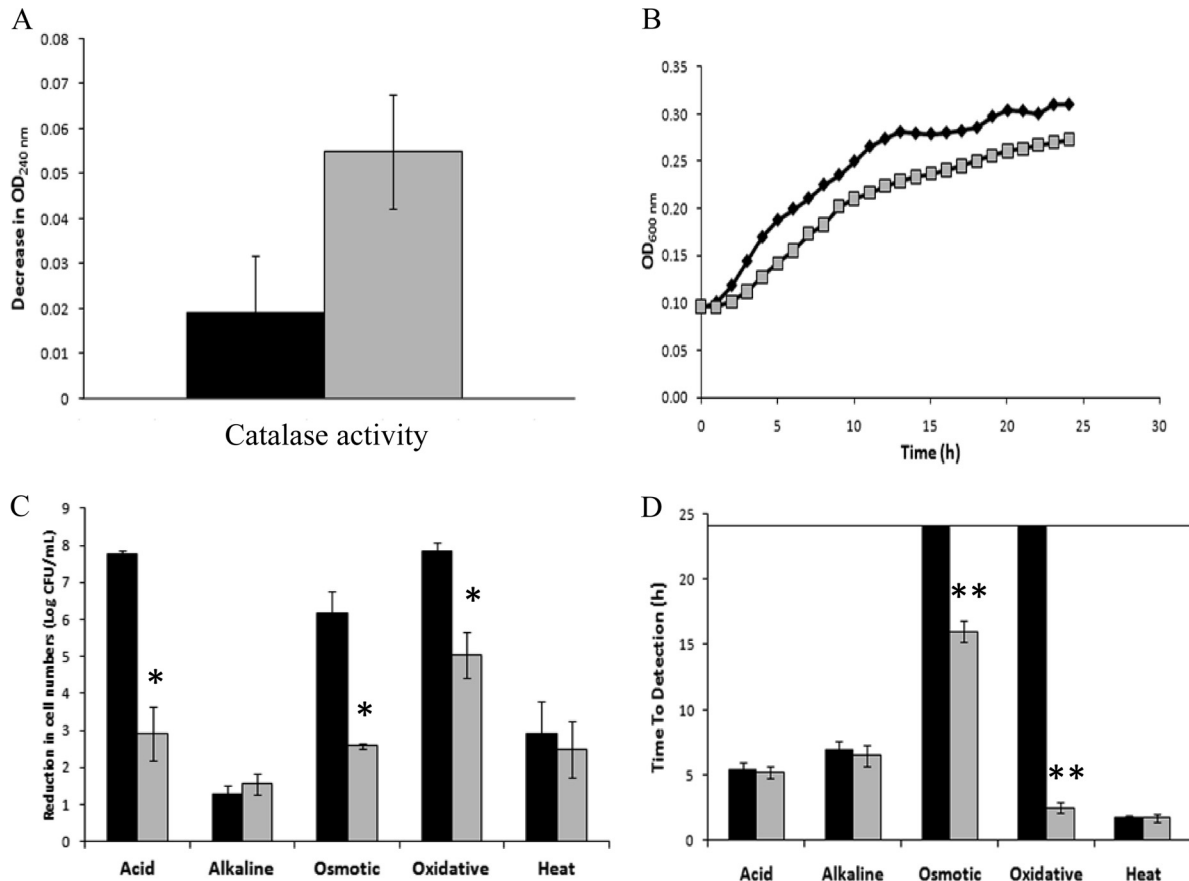 A
Decrease in OD240 nm
0.08
0.07
0.06
0.05
0.04
0.03
0.02
0.01
0
Catalase activity
B
OD600 nm
0.35
0.30
0.25
0.20
0.15
0.10
0.05
0.00
0 5 10 15 20 25 30
Time (h)
C
Reduction in cell numbers (Log CFU/mL)
9
8
7
6
5
4
3
2
1
0
* * *
Acid Alkaline Osmotic Oxidative Heat
D
Time To Detection (h)
25
20
15
10
5
0
** **
Acid Alkaline Osmotic Oxidative Heat